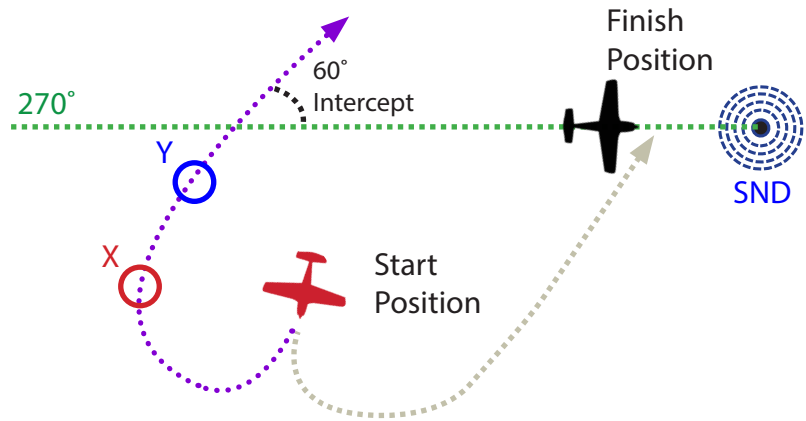 Finish
Position
60˚
Intercept
270˚
Y
SND
X
Start
Position